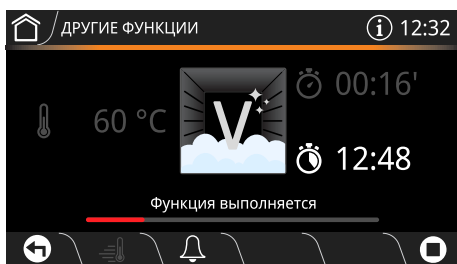 ДРУГИЕ ФУНКЦИИ
i 12:32
60 °C
V
00:16'
12:48
Функция выполняется